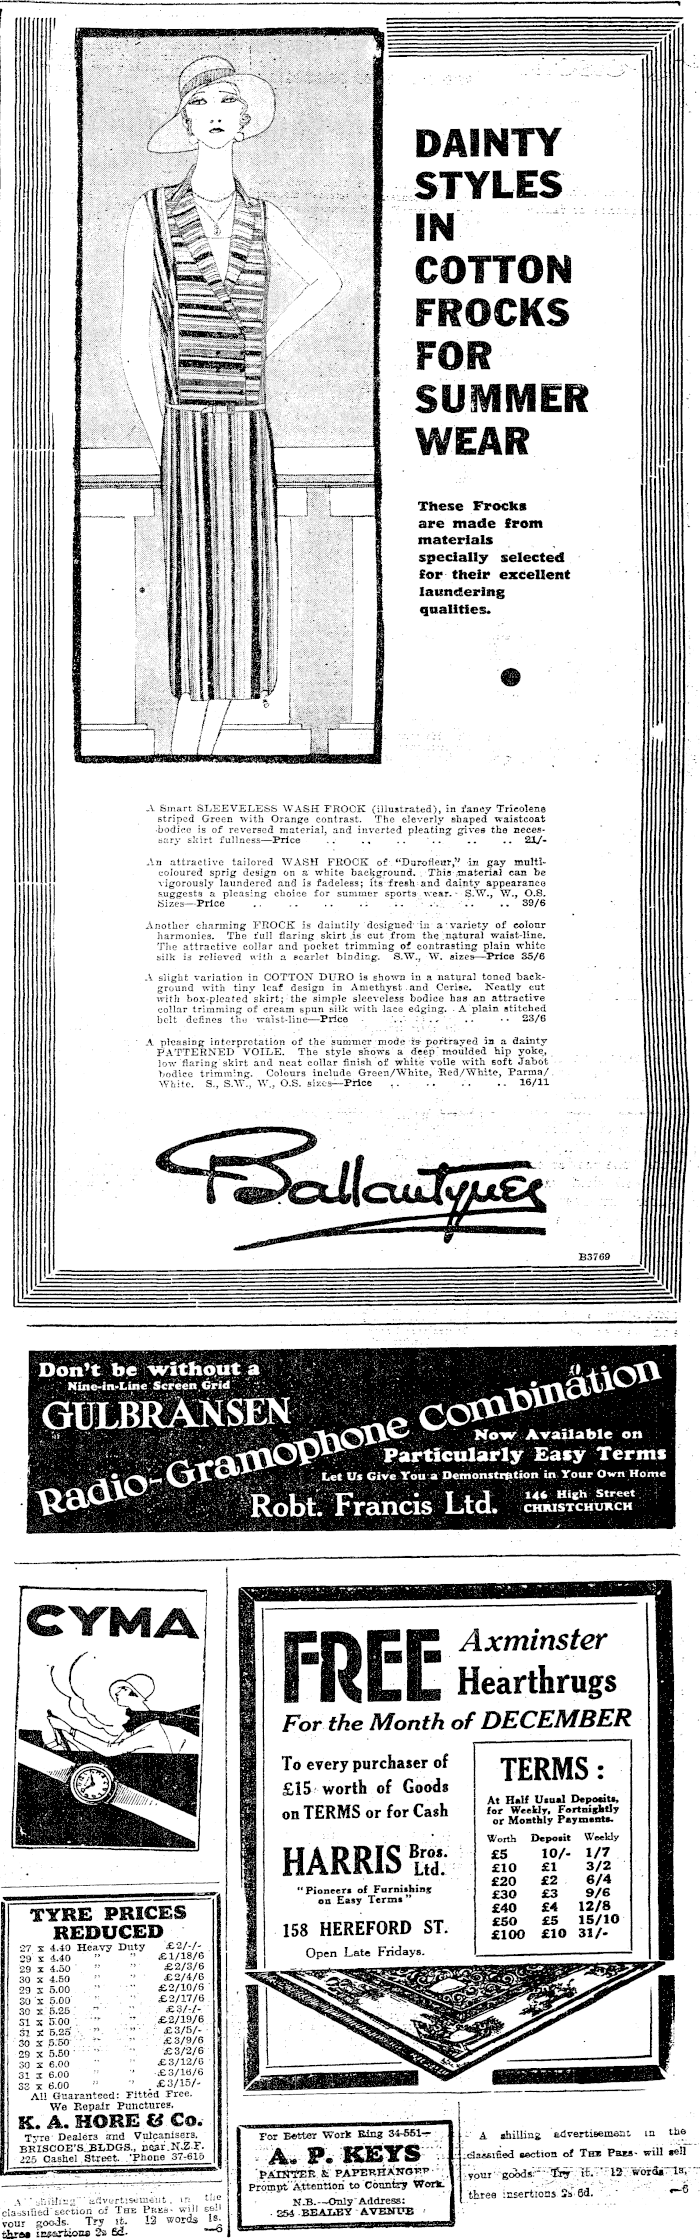 DAINTY
STYLES
IN
COTTON
FROCKS
FOR
SUMMER
WEAR
These Frocks
are made from
materials
specially selected
for their excellent
laundering
qualities.
A Smart SLEEVELESS WASH FROCK (illustrated), in fancy Tricolene
striped Green with Orange contrast. The cleverly shaped waistcoat
bodice is of reversed material, and inverted pleating gives the neces-
sary skirt fullness—Price .. .. .. .. .. .. 21/-
An attractive tailored WASH FROCK of "Durofleur," in gay multi-
coloured sprig design on a white background. This material can be
vigorously laundered and is fadeless; its fresh and dainty appearance
suggests a pleasing choice for summer sports wear. S.W., W., O.S.
Sizes—Price .. .. .. .. .. .. .. .. 39/6
Another charming FROCK is daintily designed in a variety of colour
harmonies. The full flaring skirt is cut from the natural waist-line.
The attractive collar and pocket trimming of contrasting plain white
silk is relieved with a scarlet binding. S.W., W. sizes—Price 35/6
A slight variation in COTTON DURO is shown in a natural toned back-
ground with tiny leaf design in Amethyst and Cerise. Neatly cut
with box-pleated skirt; the simple sleeveless bodice has an attractive
collar trimming of cream spun silk with lace edging. A plain stitched
belt defines the waist-line—Price .. .. .. .. 23/6
A pleasing interpretation of the summer mode is portrayed in a dainty
PATTERNED VOILE. The style shows a deep moulded hip yoke,
low flaring skirt and neat collar finish of white voile with soft Jabot
bodice trimming. Colours include Green/White, Red/White, Parma/
White. S., S.W., W., O.S. sizes—Price .. .. .. .. 16/11
Ballantynes
B3769
Don't be without a
Nine-in-Line Screen Grid
GULBRANSEN
Radio-Gramophone Combination
Now Available on
Particularly Easy Terms
Let Us Give You a Demonstration in Your Own Home
Robt. Francis Ltd. 146 High Street
CHRISTCHURCH
CYMA
TYRE PRICES
REDUCED
27 x 4.40 Heavy Duty £2/-/-
29 x 4.40 " " £1/18/6
29 x 4.50 " " £2/3/6
30 x 4.50 " " £2/4/6
29 x 5.00 " " £2/10/6
30 x 5.00 " " £2/17/6
30 x 5.25 " " £3/-/-
31 x 5.00 " " £2/19/6
31 x 5.25 " " £3/5/-
30 x 5.50 " " £3/9/6
29 x 5.50 " " £3/2/6
30 x 6.00 " " £3/12/6
31 x 6.00 " " £3/16/6
33 x 6.00 " " £3/15/-
All Guaranteed: Fitted Free.
We Repair Punctures.
K. A. HORE & Co.
Tyre Dealers and Vulcanisers.
BRISCOE'S BLDGS., near N.Z.F.
225 Cashel Street. 'Phone 37-615
A shilling advertisement in the
classified section of THE PRESS will sell
your goods. Try it. 12 words 1s,
three insertions 2s 6d. —6
FREE Axminster
Hearthrugs
For the Month of DECEMBER
To every purchaser of
£15 worth of Goods
on TERMS or for Cash
HARRIS Bros.
Ltd.
"Pioneers of Furnishing
on Easy Terms"
158 HEREFORD ST.
Open Late Fridays.
TERMS :
At Half Usual Deposits,
for Weekly, Fortnightly
or Monthly Payments.
Worth Deposit Weekly
£5 10/- 1/7
£10 £1 3/2
£20 £2 6/4
£30 £3 9/6
£40 £4 12/8
£50 £5 15/10
£100 £10 31/-
For Better Work Ring 34-551—
A. P. KEYS
PAINTER & PAPERHANGER
Prompt Attention to Country Work
N.B.—Only Address:
254 BEALEY AVENUE
A shilling advertisement in the
classified section of THE PRESS will sell
your goods. Try it. 12 words 1s,
three insertions 2s 6d. —6